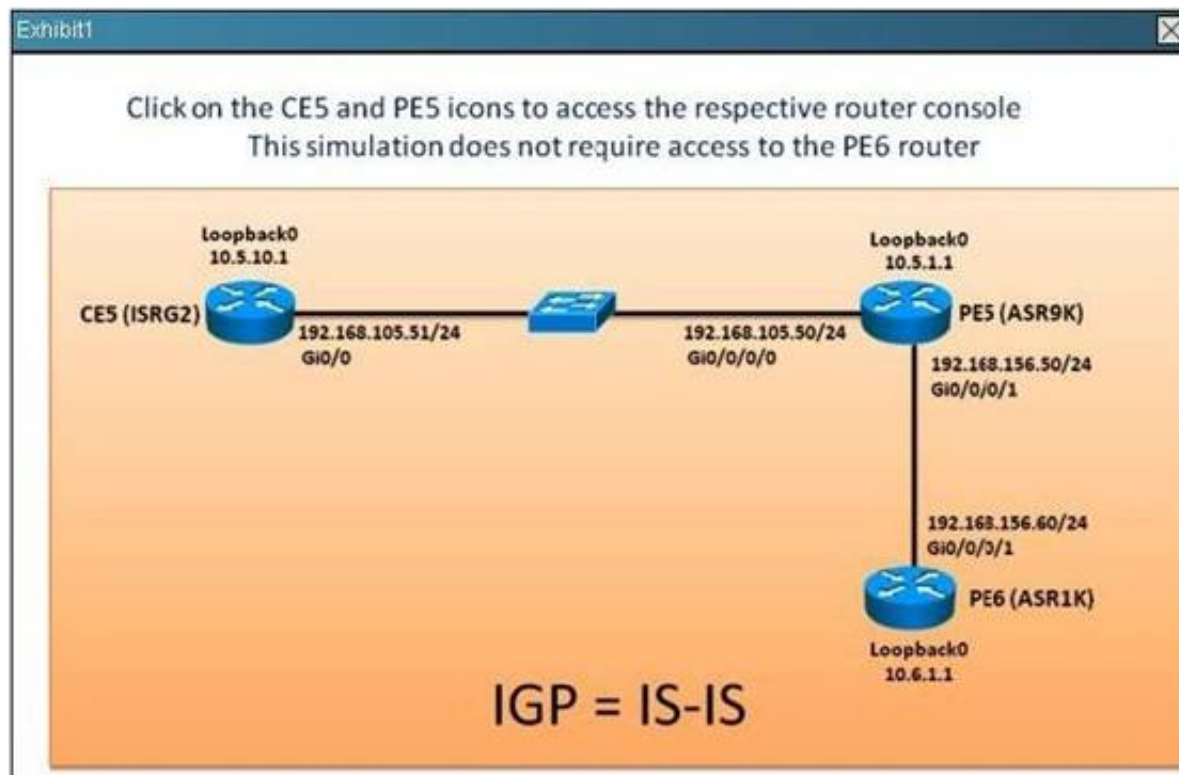 Exhibit1
Click on the CE5 and PE5 icons to access the respective router console
This simulation does not require access to the PE6 router
Loopback0
10.5.10.1
CE5 (ISRG2)
192.168.105.51/24
Gi0/0
Loopback0
10.5.1.1
PE5 (ASR9K)
192.168.105.50/24
Gi0/0/0/0
192.168.156.50/24
Gi0/0/0/1
192.168.156.60/24
Gi0/0/0/1
PE6 (ASR1K)
Loopback0
10.6.1.1
IGP = IS-IS